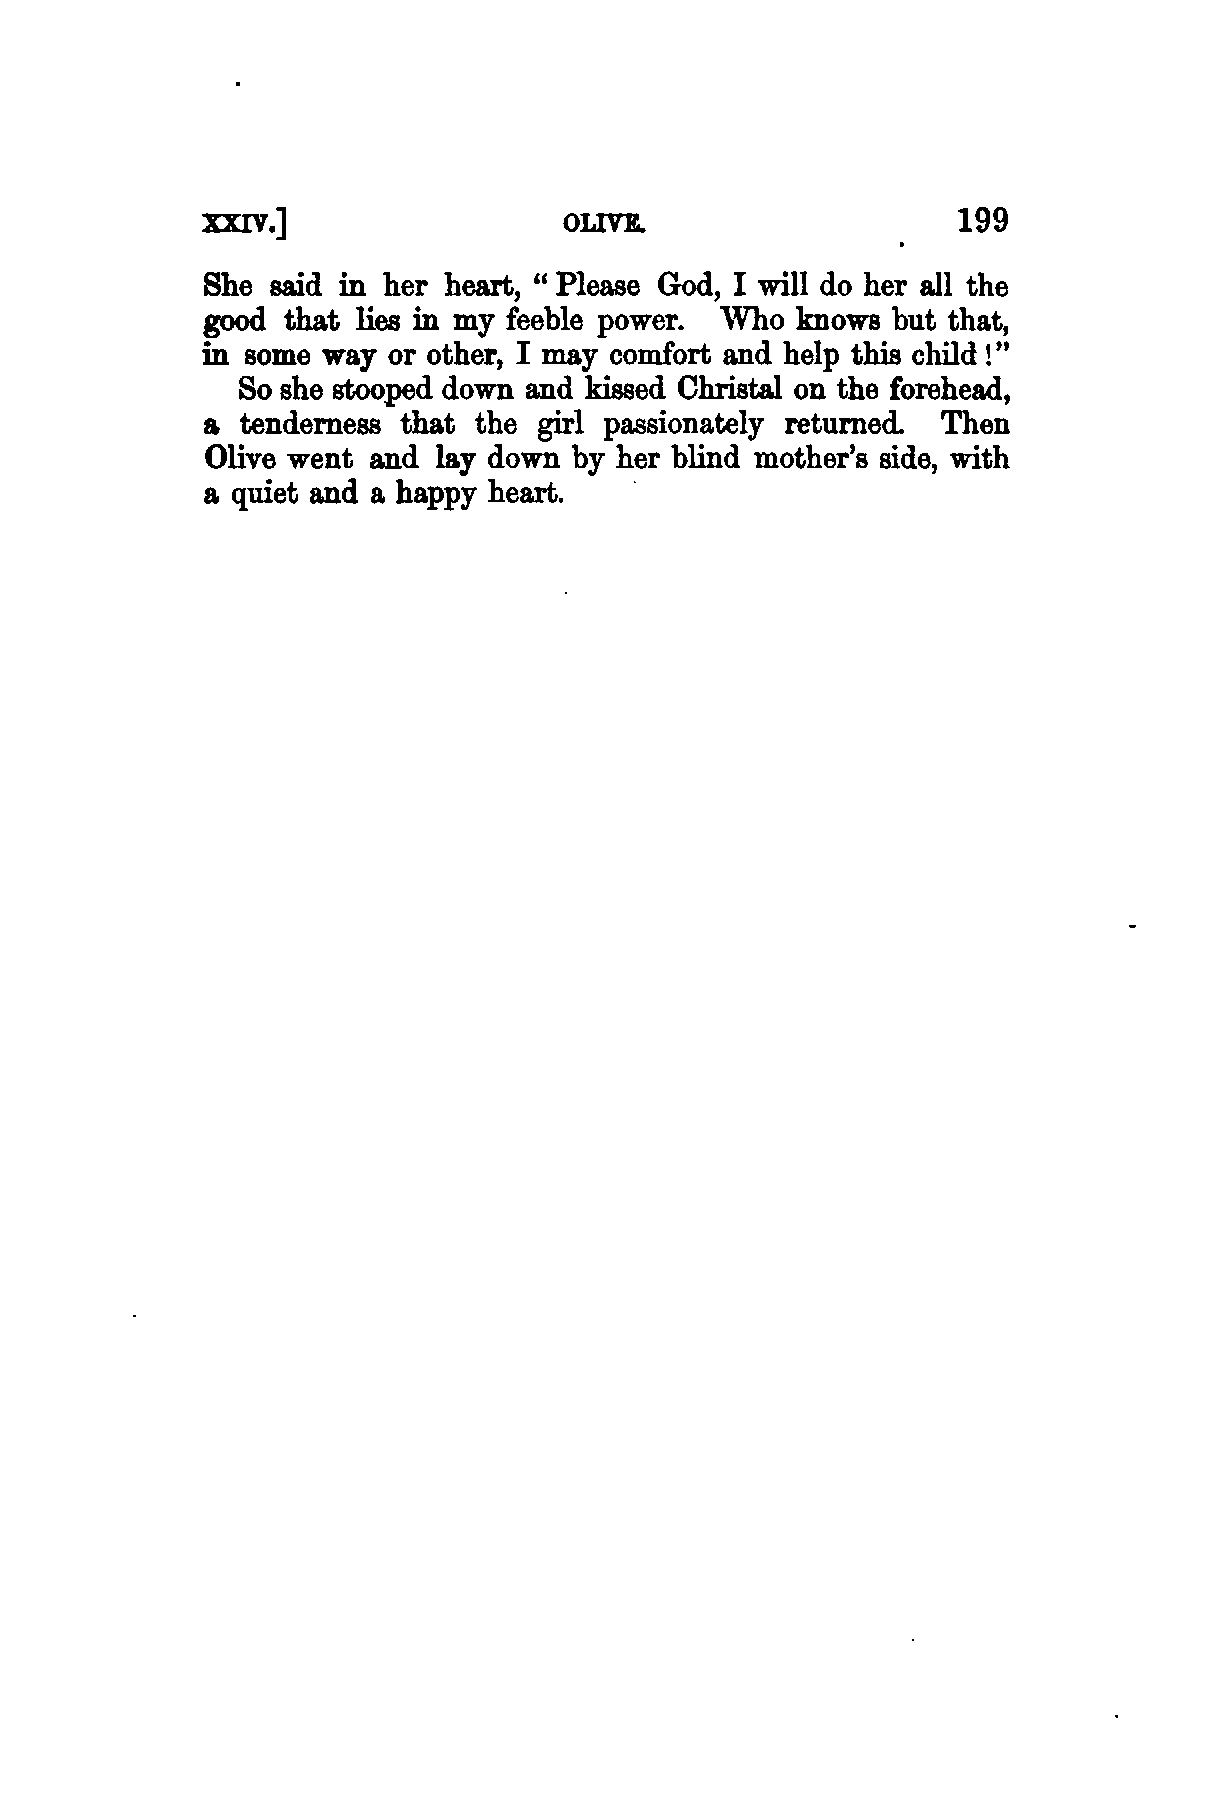 XXIV.] OLIVE. 199
She said in her heart, “Please God, I will do her all the
good that lies in my feeble power. Who knows but that,
in some way or other, I may comfort and help this child!”
So she stooped down and kissed Christal on the forehead,
a tenderness that the girl passionately returned. Then
Olive went and lay down by her blind mother’s side, with
a quiet and a happy heart.